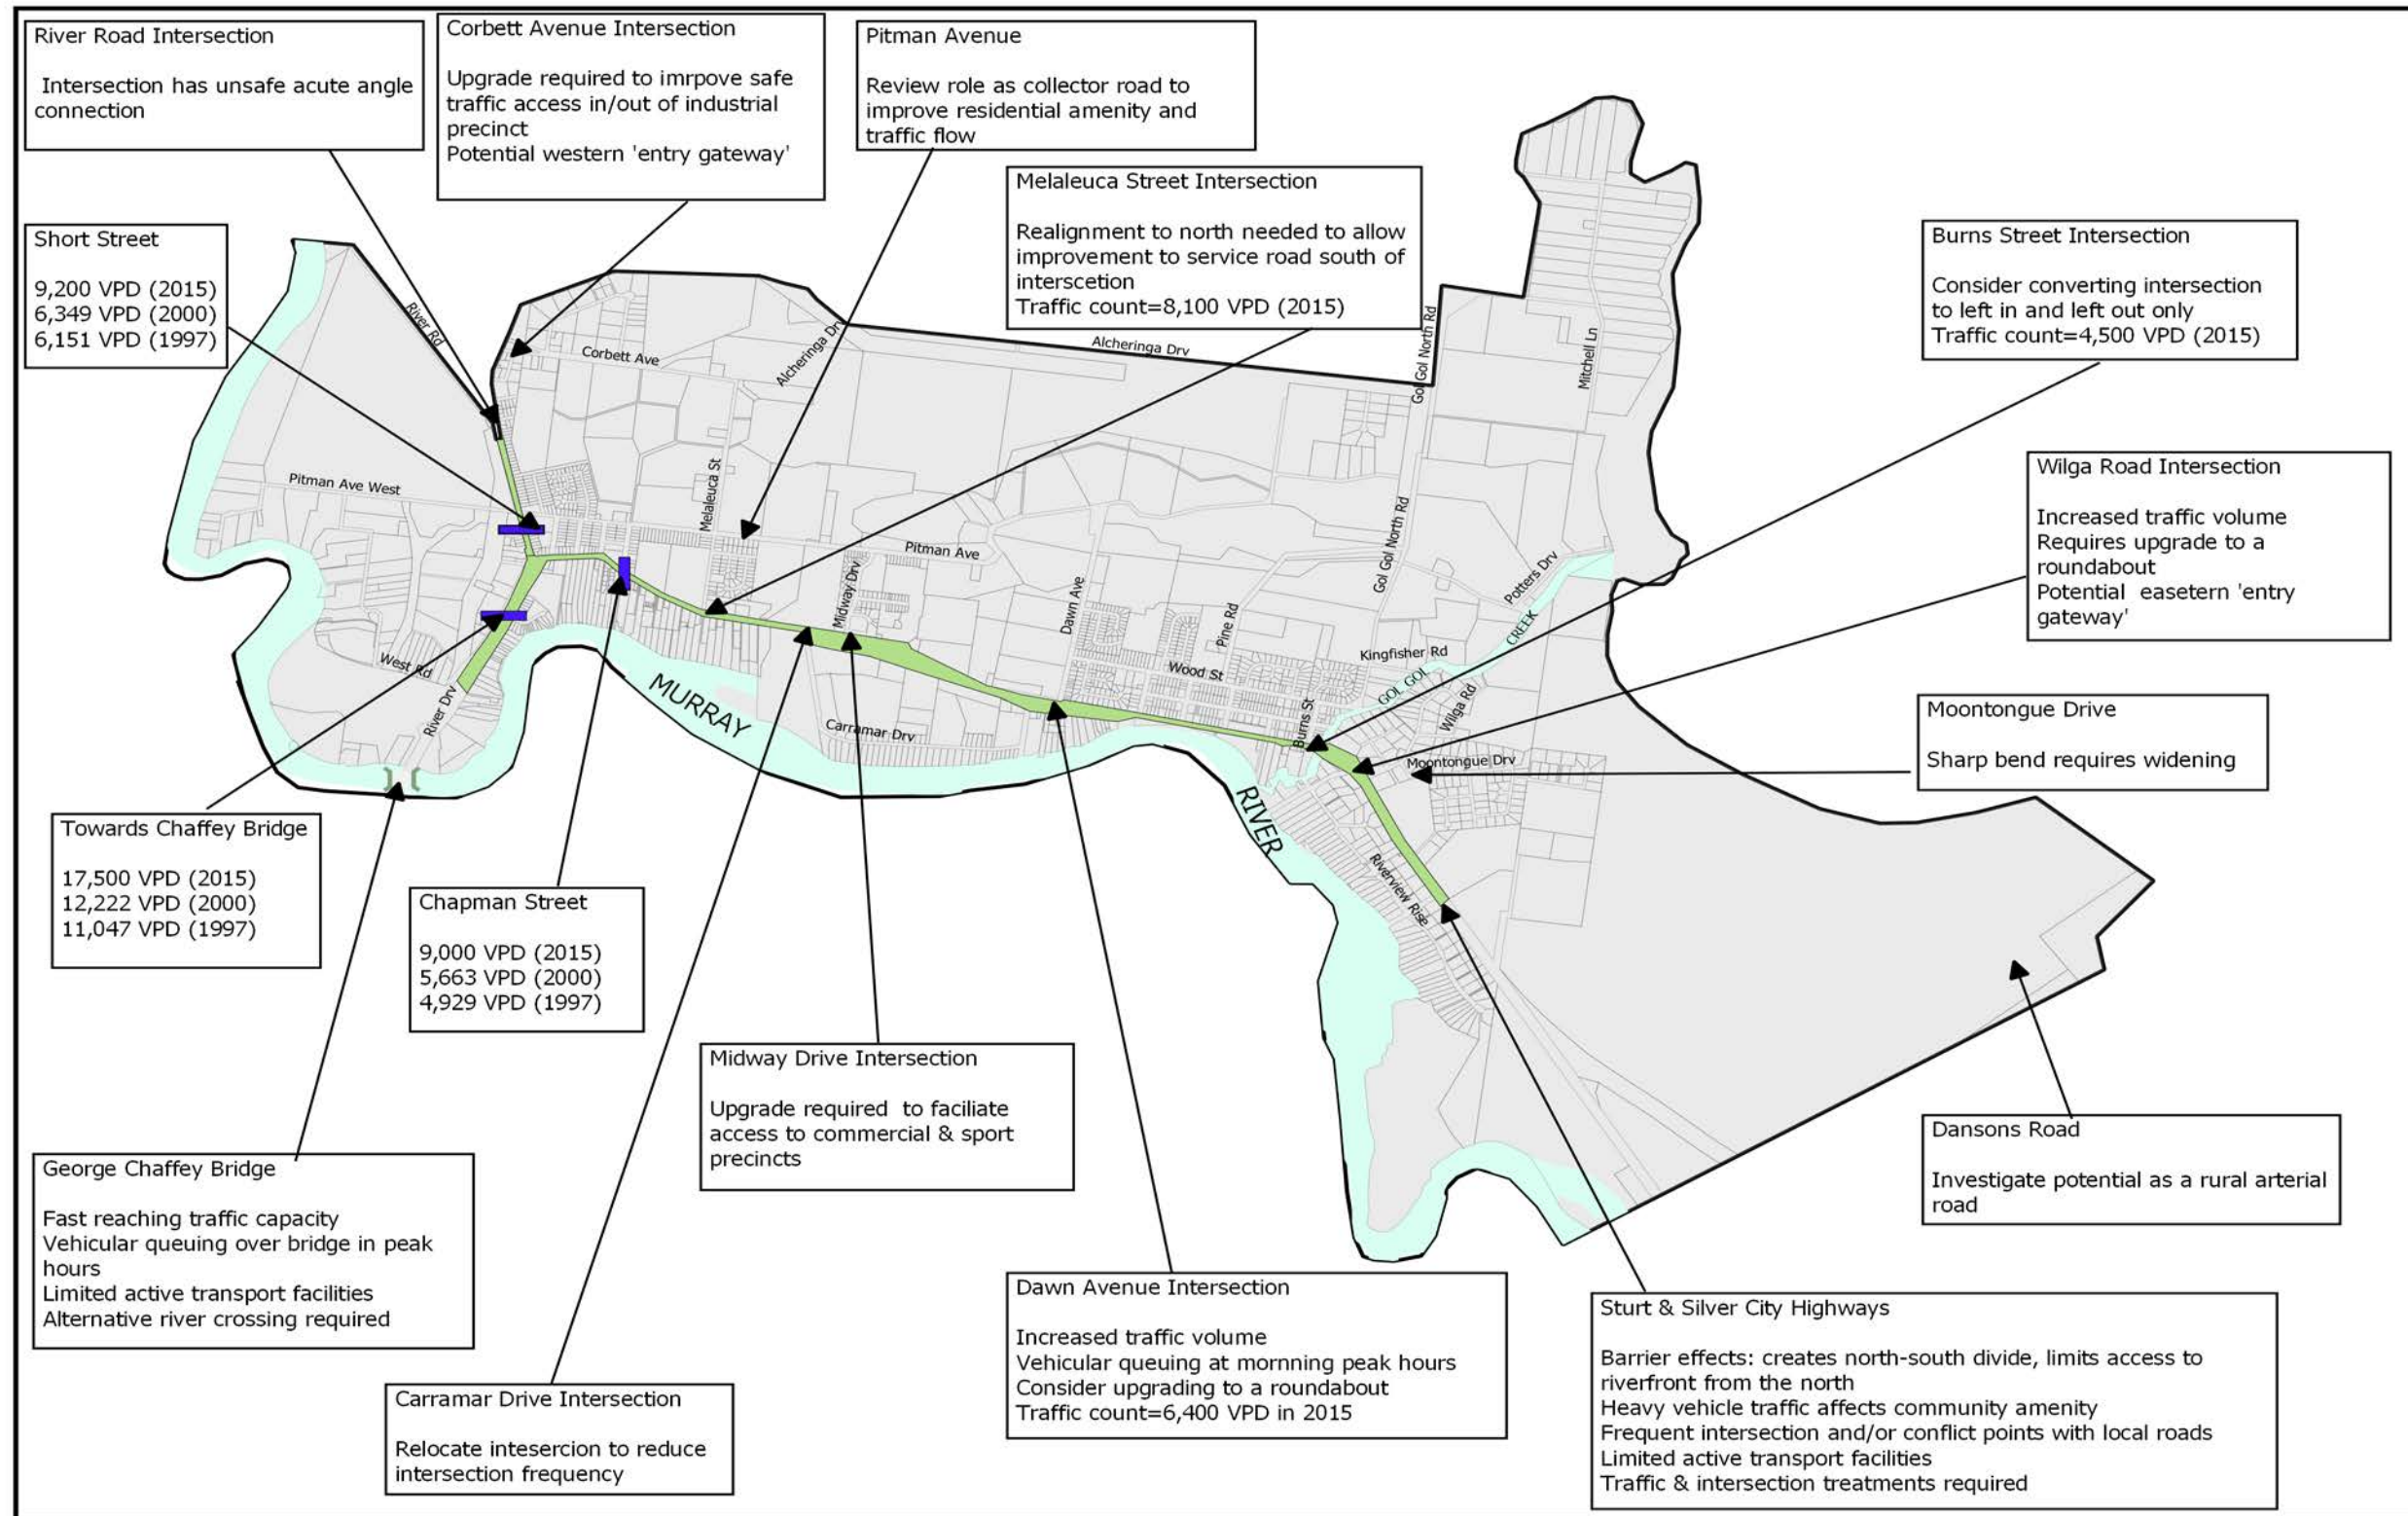 River Road Intersection
Intersection has unsafe acute angle
connection
Corbett Avenue Intersection
Upgrade required to imrpove safe
traffic access in/out of industrial
precinct
Potential western 'entry gateway'
Pitman Avenue
Review role as collector road to
improve residential amenity and
traffic flow
Melaleuca Street Intersection
Realignment to north needed to allow
improvement to service road south of
interscetion
Traffic count=8,100 VPD (2015)
Burns Street Intersection
Consider converting intersection
to left in and left out only
Traffic count=4,500 VPD (2015)
Short Street
9,200 VPD (2015)
6,349 VPD (2000)
6,151 VPD (1997)
Wilga Road Intersection
Increased traffic volume
Requires upgrade to a
roundabout
Potential easetern 'entry
gateway'
River Rd
Corbett Ave
Alcheringa Drv
Alcheringa Drv
Gol Gol North Rd
Mitchell Ln
Pitman Ave West
Melaleuca St
Pitman Ave
Midway Drv
Dawn Ave
Pine Rd
Gol Gol North Rd
Potters Drv
CREEK
GOL GOL
Kingfisher Rd
Wood St
Burns St
Wilga Rd
Moontongue Drv
West Rd
River Drv
MURRAY
Carramar Drv
RIVER
Riverview Rise
Moontongue Drive
Sharp bend requires widening
Towards Chaffey Bridge
17,500 VPD (2015)
12,222 VPD (2000)
11,047 VPD (1997)
Chapman Street
9,000 VPD (2015)
5,663 VPD (2000)
4,929 VPD (1997)
Midway Drive Intersection
Upgrade required to faciliate
access to commercial & sport
precincts
Dansons Road
Investigate potential as a rural arterial
road
George Chaffey Bridge
Fast reaching traffic capacity
Vehicular queuing over bridge in peak
hours
Limited active transport facilities
Alternative river crossing required
Dawn Avenue Intersection
Increased traffic volume
Vehicular queuing at mornning peak hours
Consider upgrading to a roundabout
Traffic count=6,400 VPD in 2015
Sturt & Silver City Highways
Barrier effects: creates north-south divide, limits access to
riverfront from the north
Heavy vehicle traffic affects community amenity
Frequent intersection and/or conflict points with local roads
Limited active transport facilities
Traffic & intersection treatments required
Carramar Drive Intersection
Relocate intesercion to reduce
intersection frequency